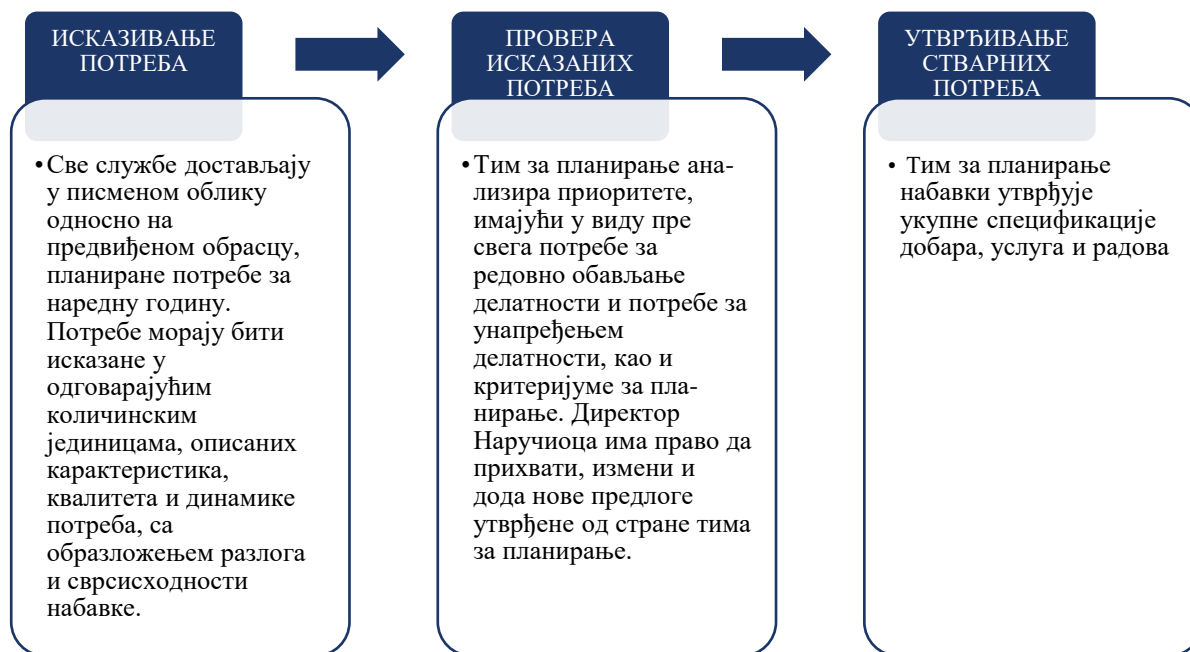 ИСКАЗИВАЊЕ
ПОТРЕБА
•Све службе достављају
у писменом облику
односно на
предвиђеном обрасцу,
планиране потребе за
наредну годину.
Потребе морају бити
исказане у
одговарајућим
количинским
јединицама, описаних
карактеристика,
квалитета и динамике
потреба, са
образложењем разлога
и сврсисходности
набавке.
ПРОВЕРА
ИСКАЗАНИХ
ПОТРЕБА
•Тим за планирање ана-
лизира приоритете,
имајући у виду пре
свега потребе за
редовно обављање
делатности и потребе за
унапређењем
делатности, као и
критеријуме за пла-
нирање. Директор
Наручиоца има право да
прихвати, измени и
дода нове предлоге
утврђене од стране тима
за планирање.
УТВРЂИВАЊЕ
СТВАРНИХ
ПОТРЕБА
• Тим за планирање
набавки утврђује
укупне спецификације
добара, услуга и радова